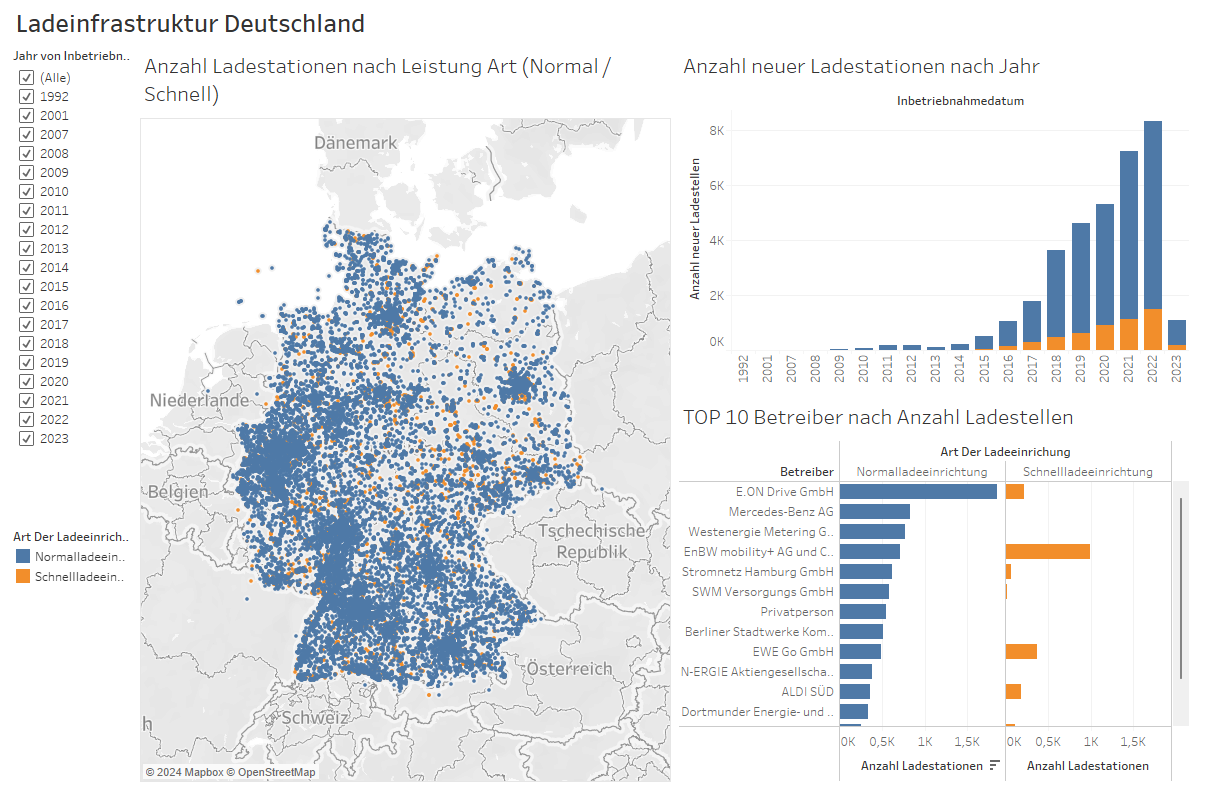 Ladeinfrastruktur Deutschland
Jahr von Inbetriebn..
(Alle)
1992
2001
2007
2008
2009
2010
2011
2012
2013
2014
2015
2016
2017
2018
2019
2020
2021
2022
2023
Art Der Ladeeinrich..
Normalladeein..
Schnellladeein..
Anzahl Ladestationen nach Leistung Art (Normal /
Schnell)
Dänemark
Niederlande
Belgien
Tschechische
Republik
Österreich
Schweiz
h
© 2024 Mapbox © OpenStreetMap
Anzahl neuer Ladestationen nach Jahr
Inbetriebnahmedatum
Anzahl neuer Ladestellen
8K
6K
4K
2K
0K
1992
2001
2007
2008
2009
2010
2011
2012
2013
2014
2015
2016
2017
2018
2019
2020
2021
2022
2023
TOP 10 Betreiber nach Anzahl Ladestellen
Art Der Ladeeinrichung
Betreiber
Normalladeeinrichtung
Schnellladeeinrichtung
E.ON Drive GmbH
Mercedes-Benz AG
Westenergie Metering G..
EnBW mobility+ AG und C..
Stromnetz Hamburg GmbH
SWM Versorgungs GmbH
Privatperson
Berliner Stadtwerke Kom..
EWE Go GmbH
N-ERGIE Aktiengesellscha..
ALDI SÜD
Dortmunder Energie- und ..
0K 0,5K 1K 1,5K
0K 0,5K 1K 1,5K
Anzahl Ladestationen
Anzahl Ladestationen